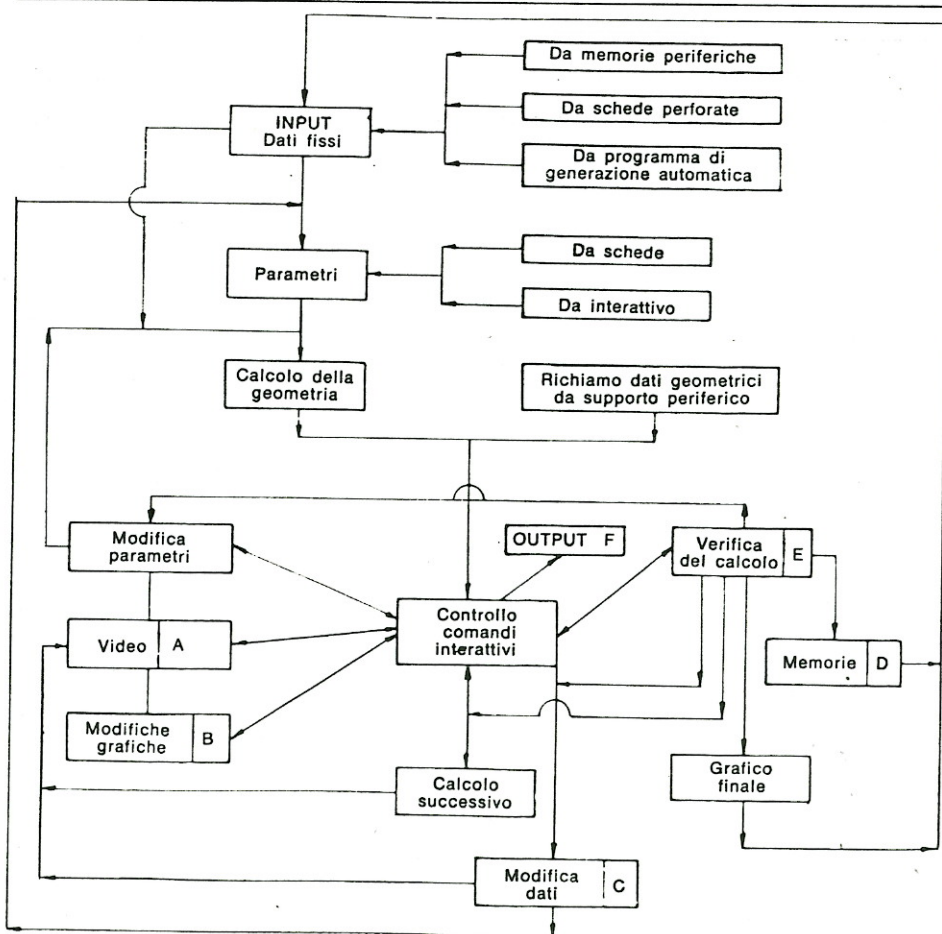 Da memorie periferiche
Da schede perforate
INPUT
Dati fissi
Da programma di
generazione automatica
Da schede
Parametri
Da interattivo
Calcolo della
geometria
Richiamo dati geometrici
da supporto periferico
Modifica
parametri
OUTPUT F
Verifica
del calcolo E
Controllo
comandi
interattivi
Video A
Memorie D
Modifiche
grafiche B
Calcolo
successivo
Grafico
finale
Modifica
dati C